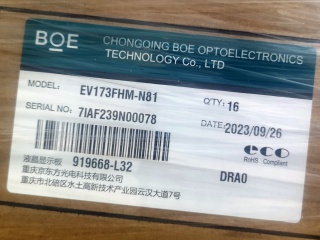 BOE
CHONGQING BOE OPTOELECTRONICS
TECHNOLOGY Co., LTD.
MODEL: EV173FHM-N81 Q'TY: 16
SERIAL NO.: 7IAF239N00078 DATE: 2023/09/26
eco
RoHS Compliant
液晶显示板 919668-L32 DRA0
重庆京东方光电科技有限公司
重庆市北碚区水土高新技术产业园云汉大道7号